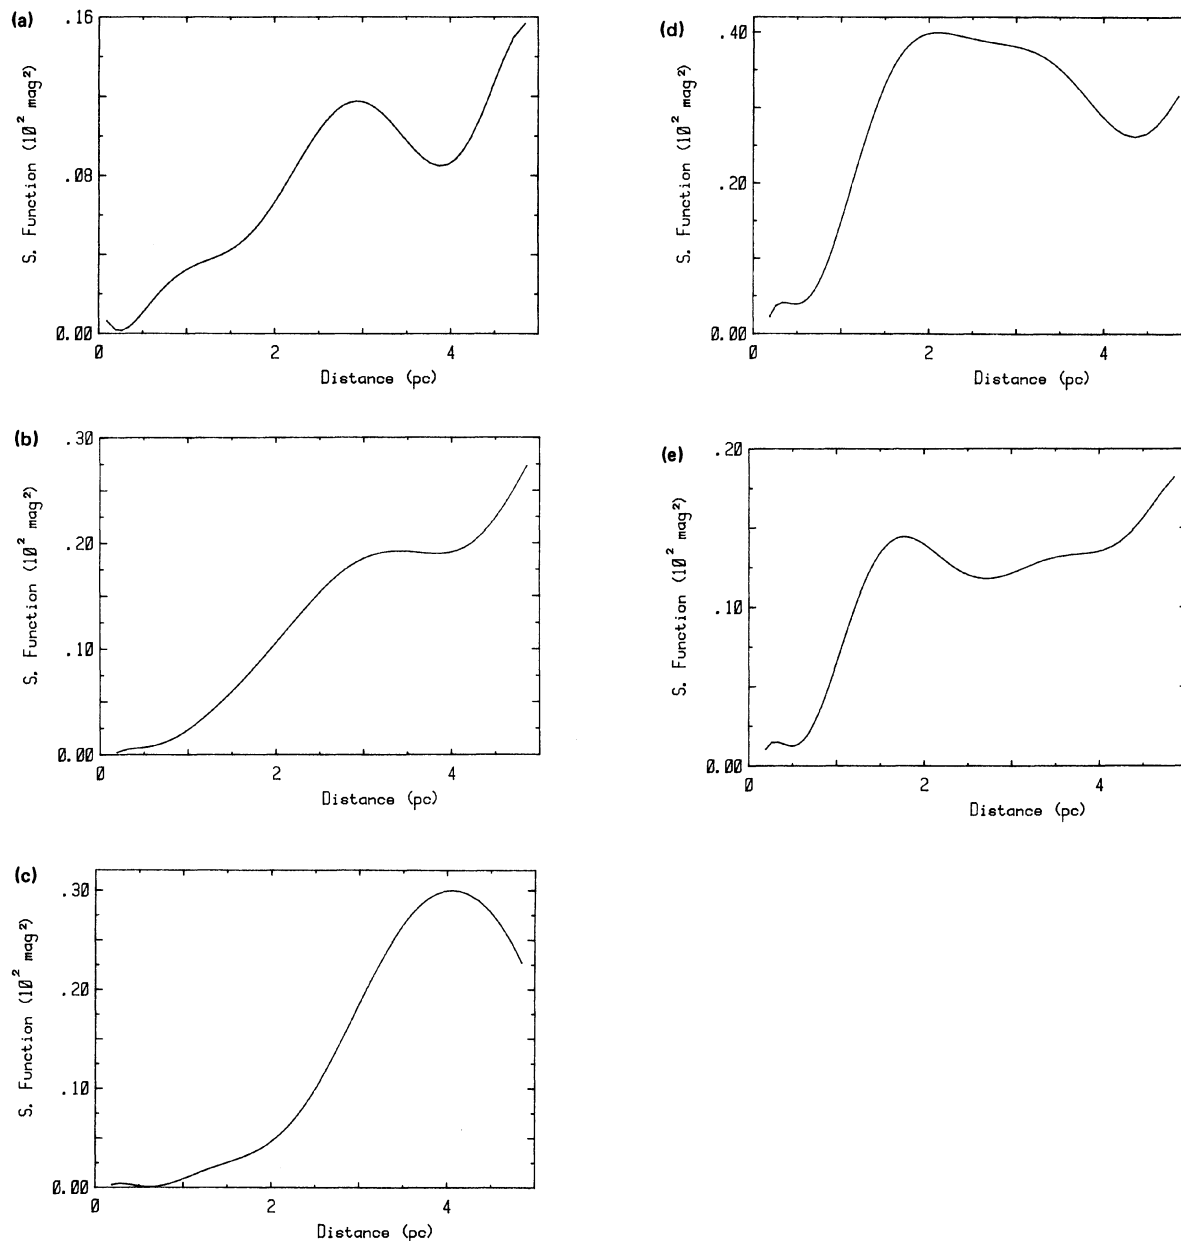 (a)
.16
.08
0.00
S. Function (10² mag²)
0 2 4
Distance (pc)
(b)
.30
.20
.10
0.00
S. Function (10² mag²)
0 2 4
Distance (pc)
(c)
.30
.20
.10
0.00
S. Function (10² mag²)
0 2 4
Distance (pc)
(d)
.40
.20
0.00
S. Function (10² mag²)
0 2 4
Distance (pc)
(e)
.20
.10
0.00
S. Function (10² mag²)
0 2 4
Distance (pc)